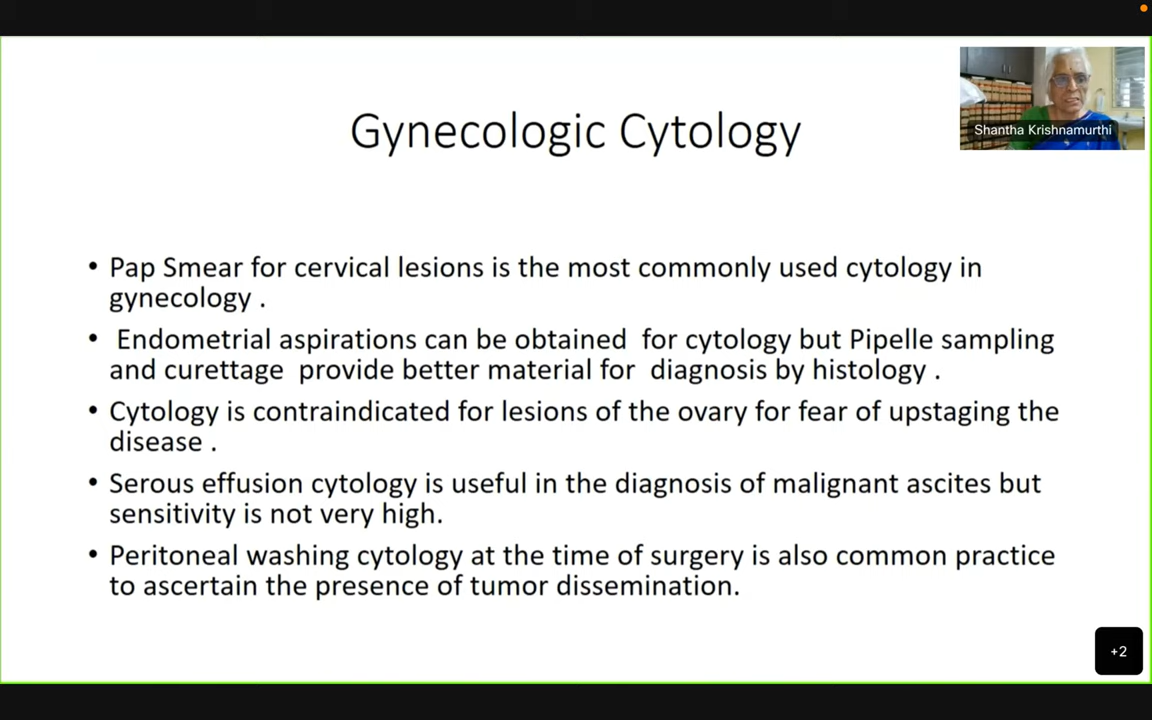 Gynecologic Cytology
Shantha Krishnamurthi
• Pap Smear for cervical lesions is the most commonly used cytology in
gynecology .
• Endometrial aspirations can be obtained for cytology but Pipelle sampling
and curettage provide better material for diagnosis by histology .
• Cytology is contraindicated for lesions of the ovary for fear of upstaging the
disease .
• Serous effusion cytology is useful in the diagnosis of malignant ascites but
sensitivity is not very high.
• Peritoneal washing cytology at the time of surgery is also common practice
to ascertain the presence of tumor dissemination.
+2